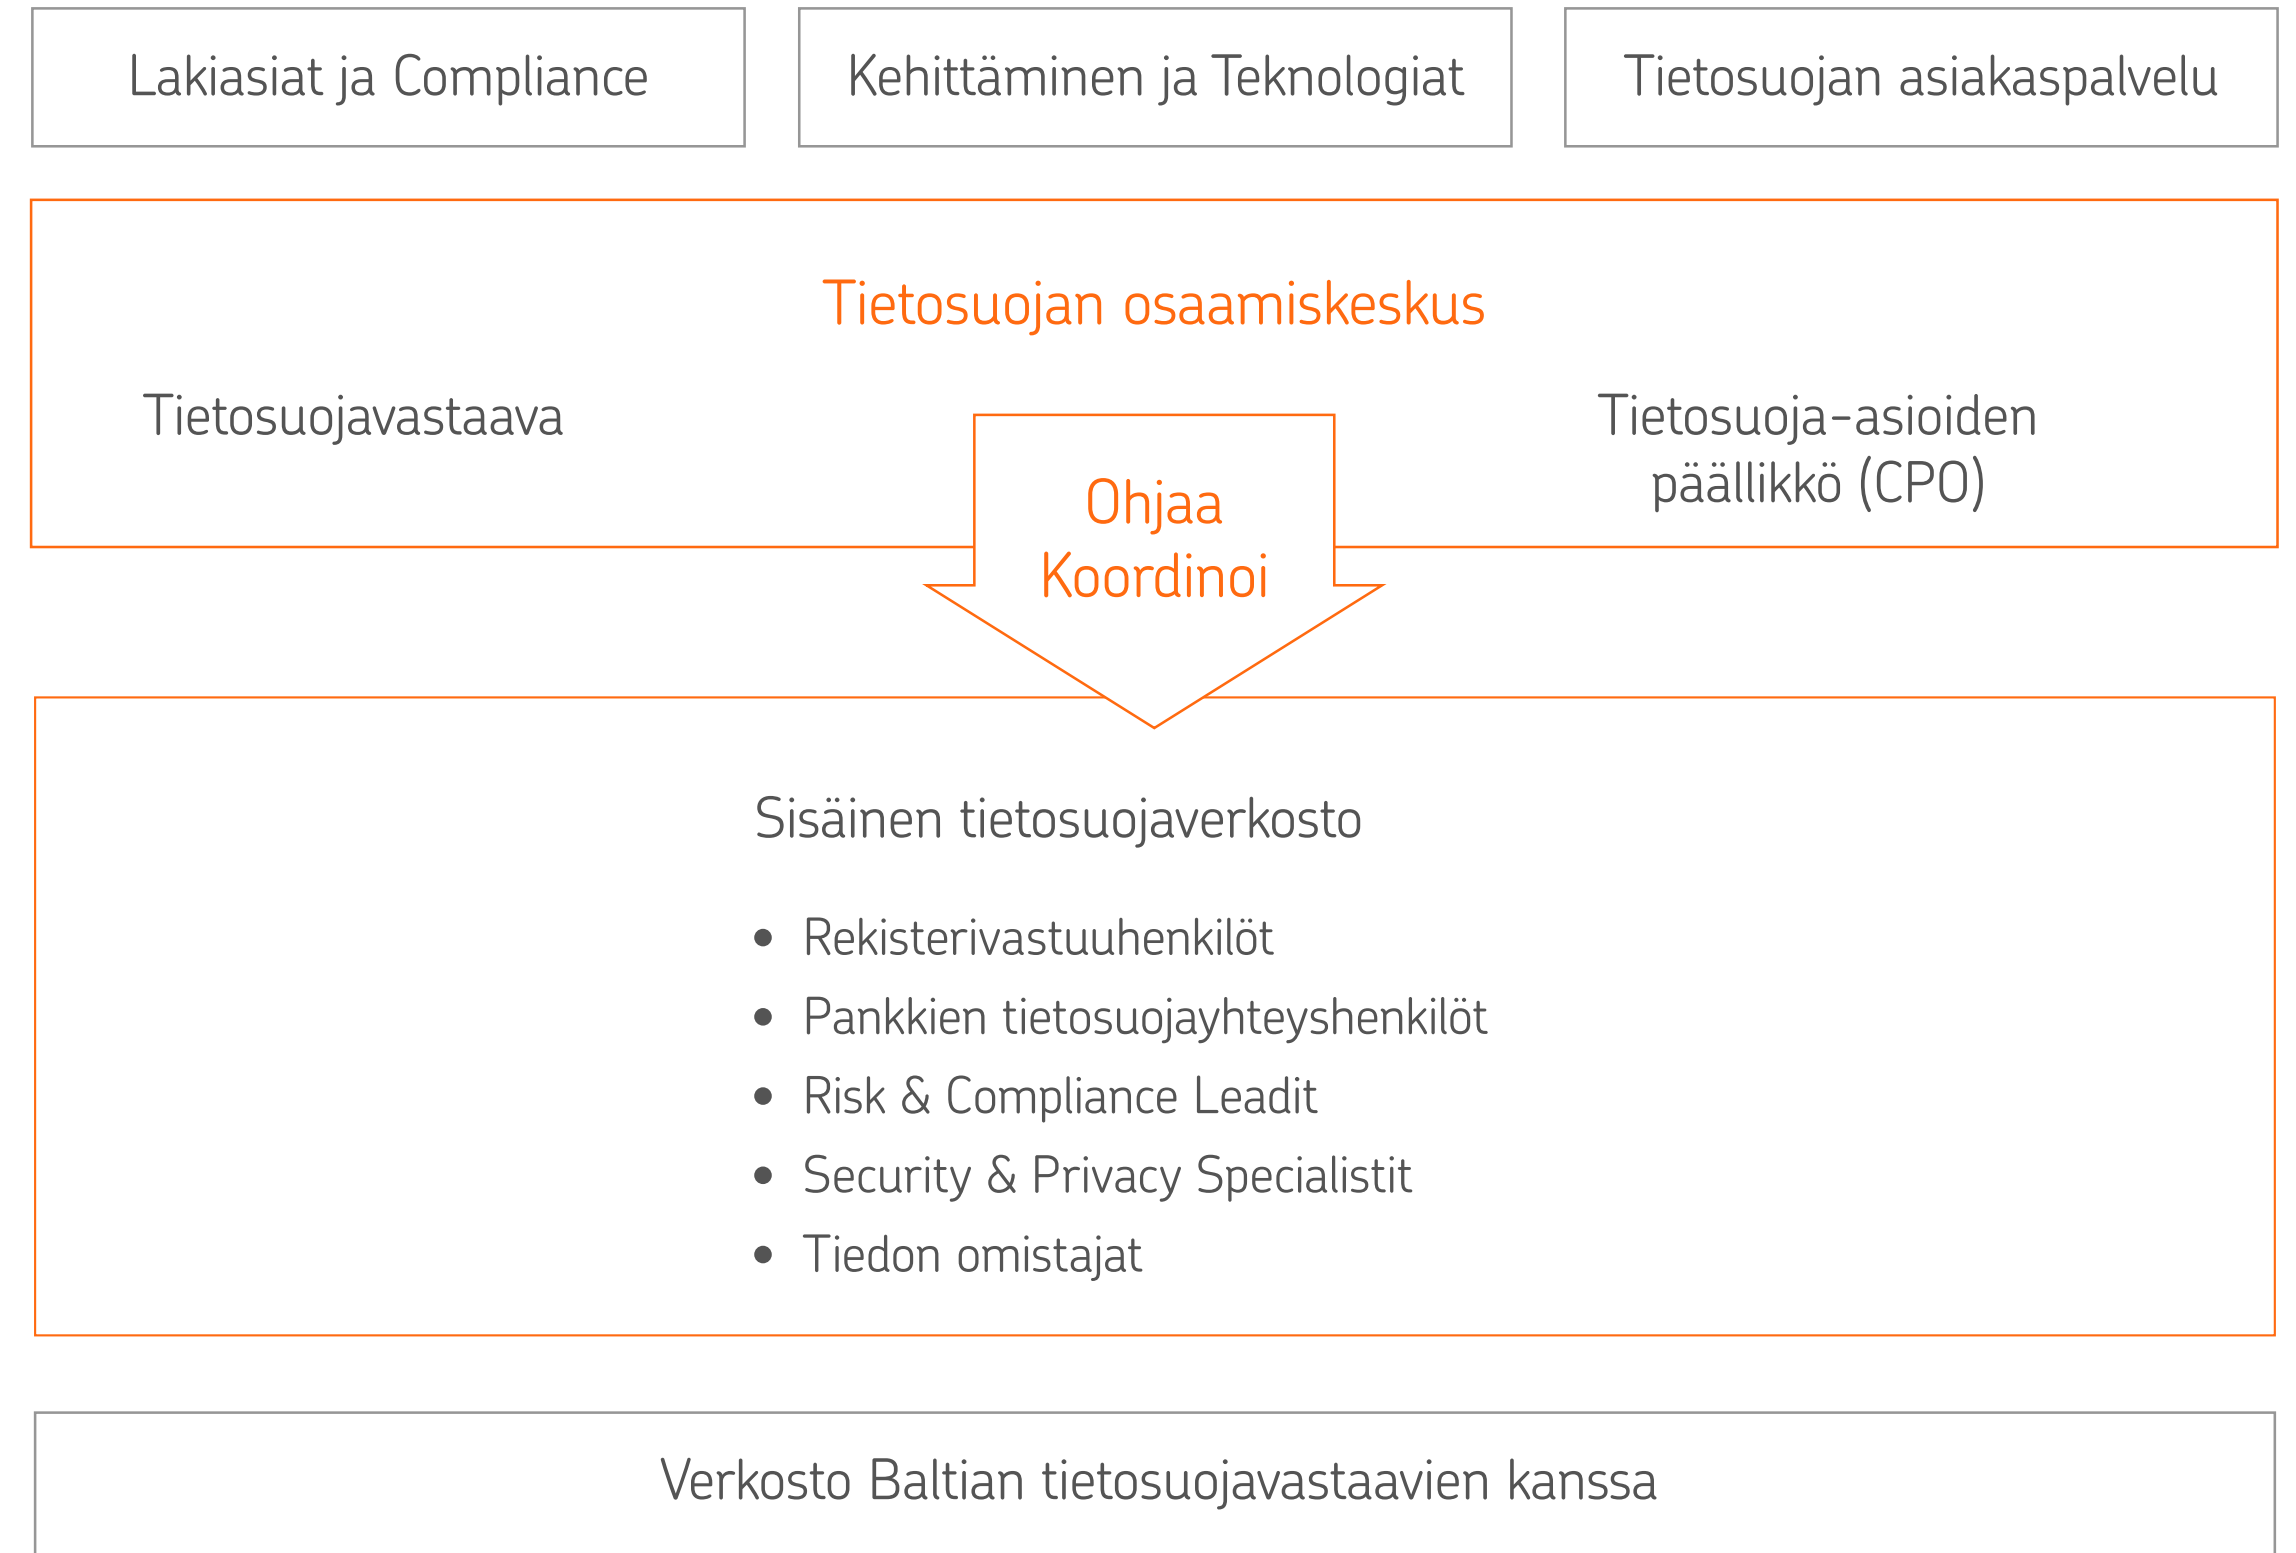 Lakiasiat ja Compliance
Kehittäminen ja Teknologiat
Tietosuojan asiakaspalvelu
Tietosuojan osaamiskeskus
Tietosuojavastaava
Tietosuoja-asioiden
päällikkö (CPO)
Ohjaa
Koordinoi
Sisäinen tietosuojaverkosto
• Rekisterivastuuhenkilöt
• Pankkien tietosuojayhteyshenkilöt
• Risk & Compliance Leadit
• Security & Privacy Specialistit
• Tiedon omistajat
Verkosto Baltian tietosuojavastaavien kanssa